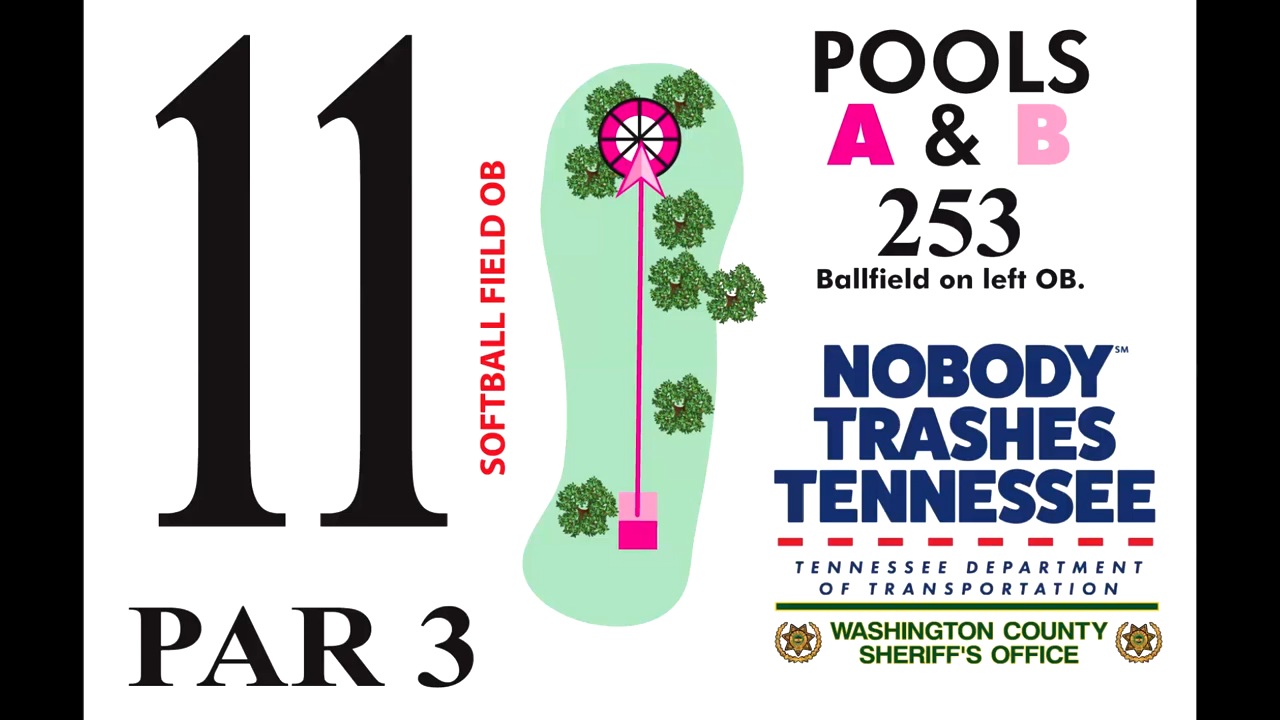 11
PAR 3
SOFTBALL FIELD OB
POOLS
A & B
253
Ballfield on left OB.
NOBODY℠
TRASHES
TENNESSEE
TENNESSEE DEPARTMENT
OF TRANSPORTATION
WASHINGTON COUNTY
SHERIFF'S OFFICE